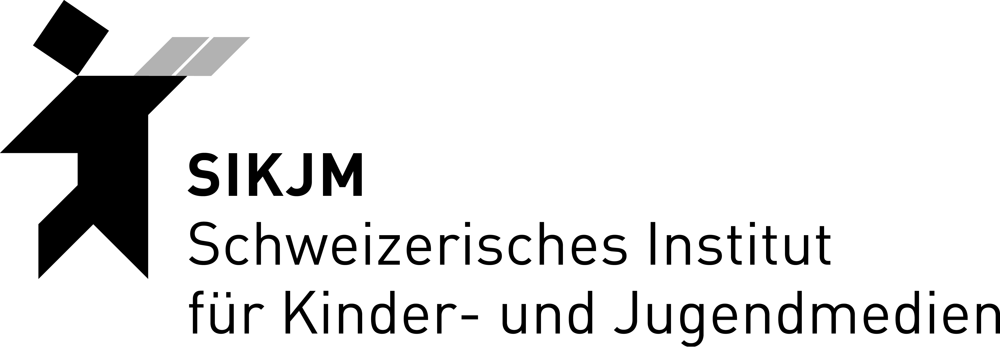 SIKJM
Schweizerisches Institut
für Kinder- und Jugendmedien